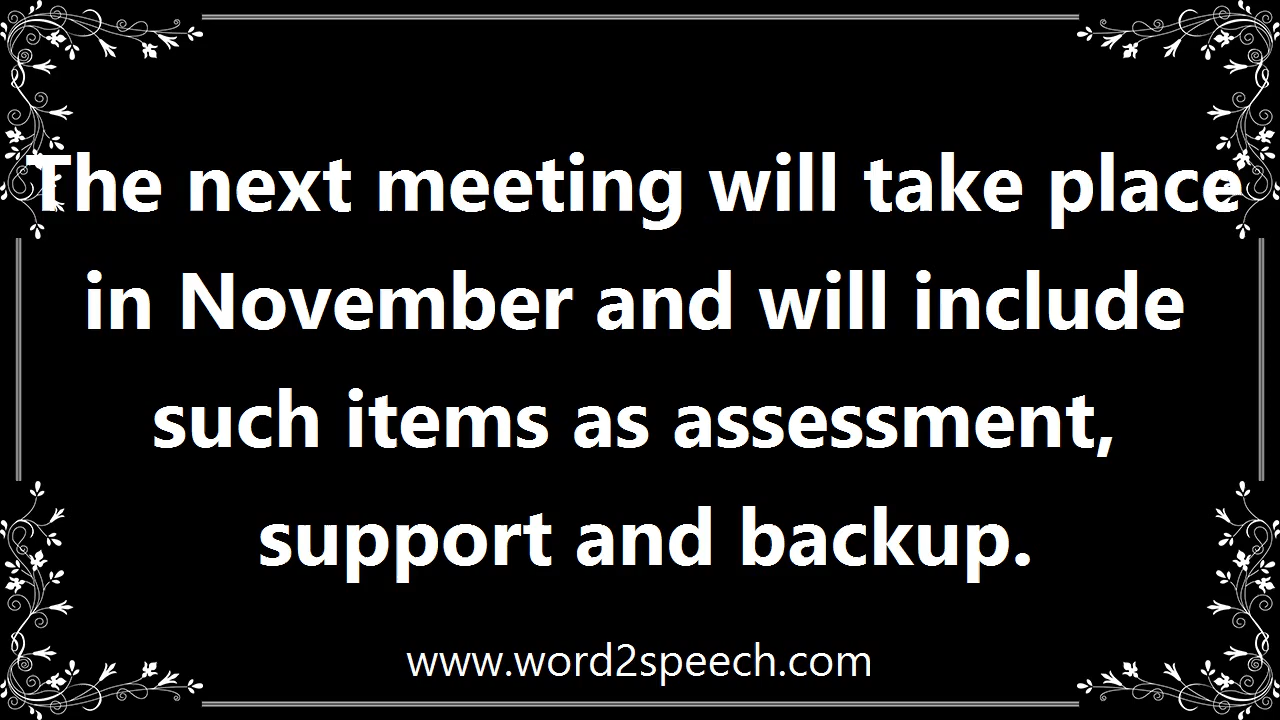 The next meeting will take place
in November and will include
such items as assessment,
support and backup.
www.word2speech.com